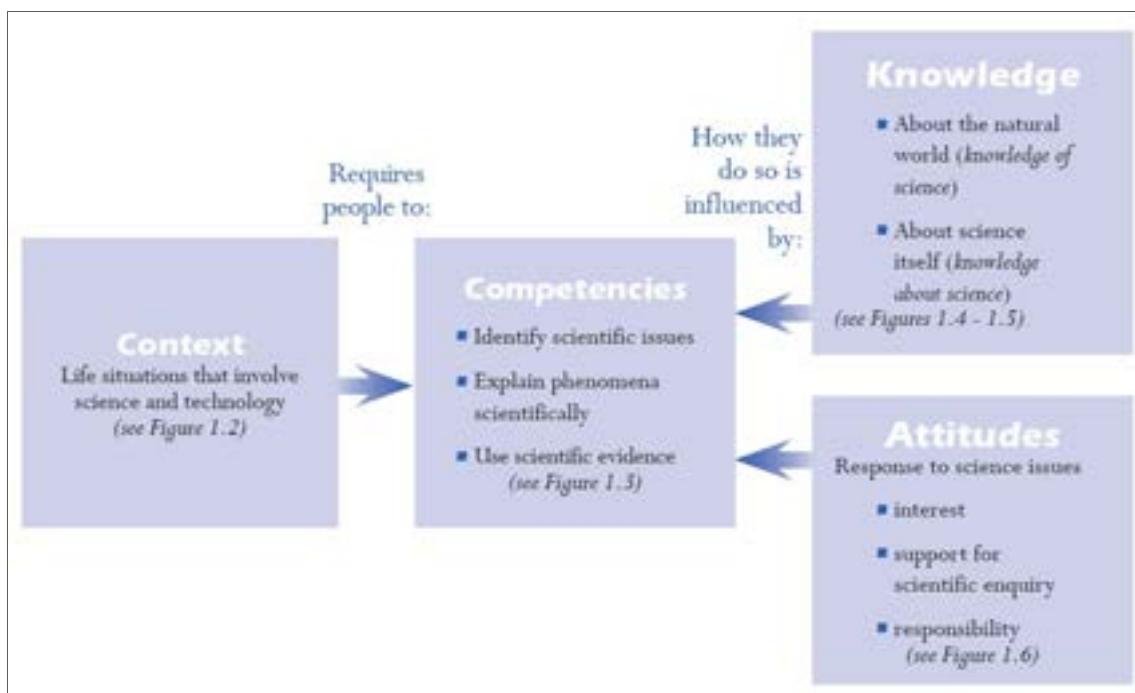 Context
Life situations that involve
science and technology
(see Figure 1.2)
Requires
people to:
Competencies
■ Identify scientific issues
■ Explain phenomena
scientifically
■ Use scientific evidence
(see Figure 1.3)
How they
do so is
influenced
by:
Knowledge
■ About the natural
world (knowledge of
science)
■ About science
itself (knowledge
about science)
(see Figures 1.4 - 1.5)
Attitudes
Response to science issues
■ interest
■ support for
scientific enquiry
■ responsibility
(see Figure 1.6)